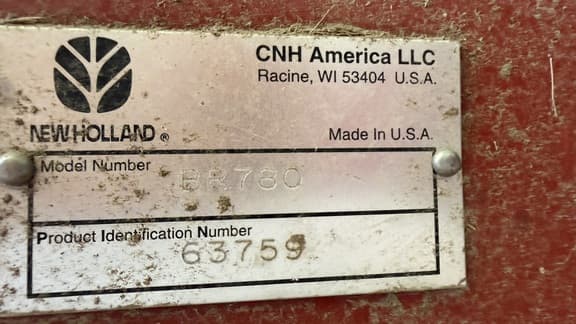 CNH America LLC
Racine, WI 53404 U.S.A.
NEW HOLLAND ®
Made In U.S.A.
Model Number
BR780
Product Identification Number
63759